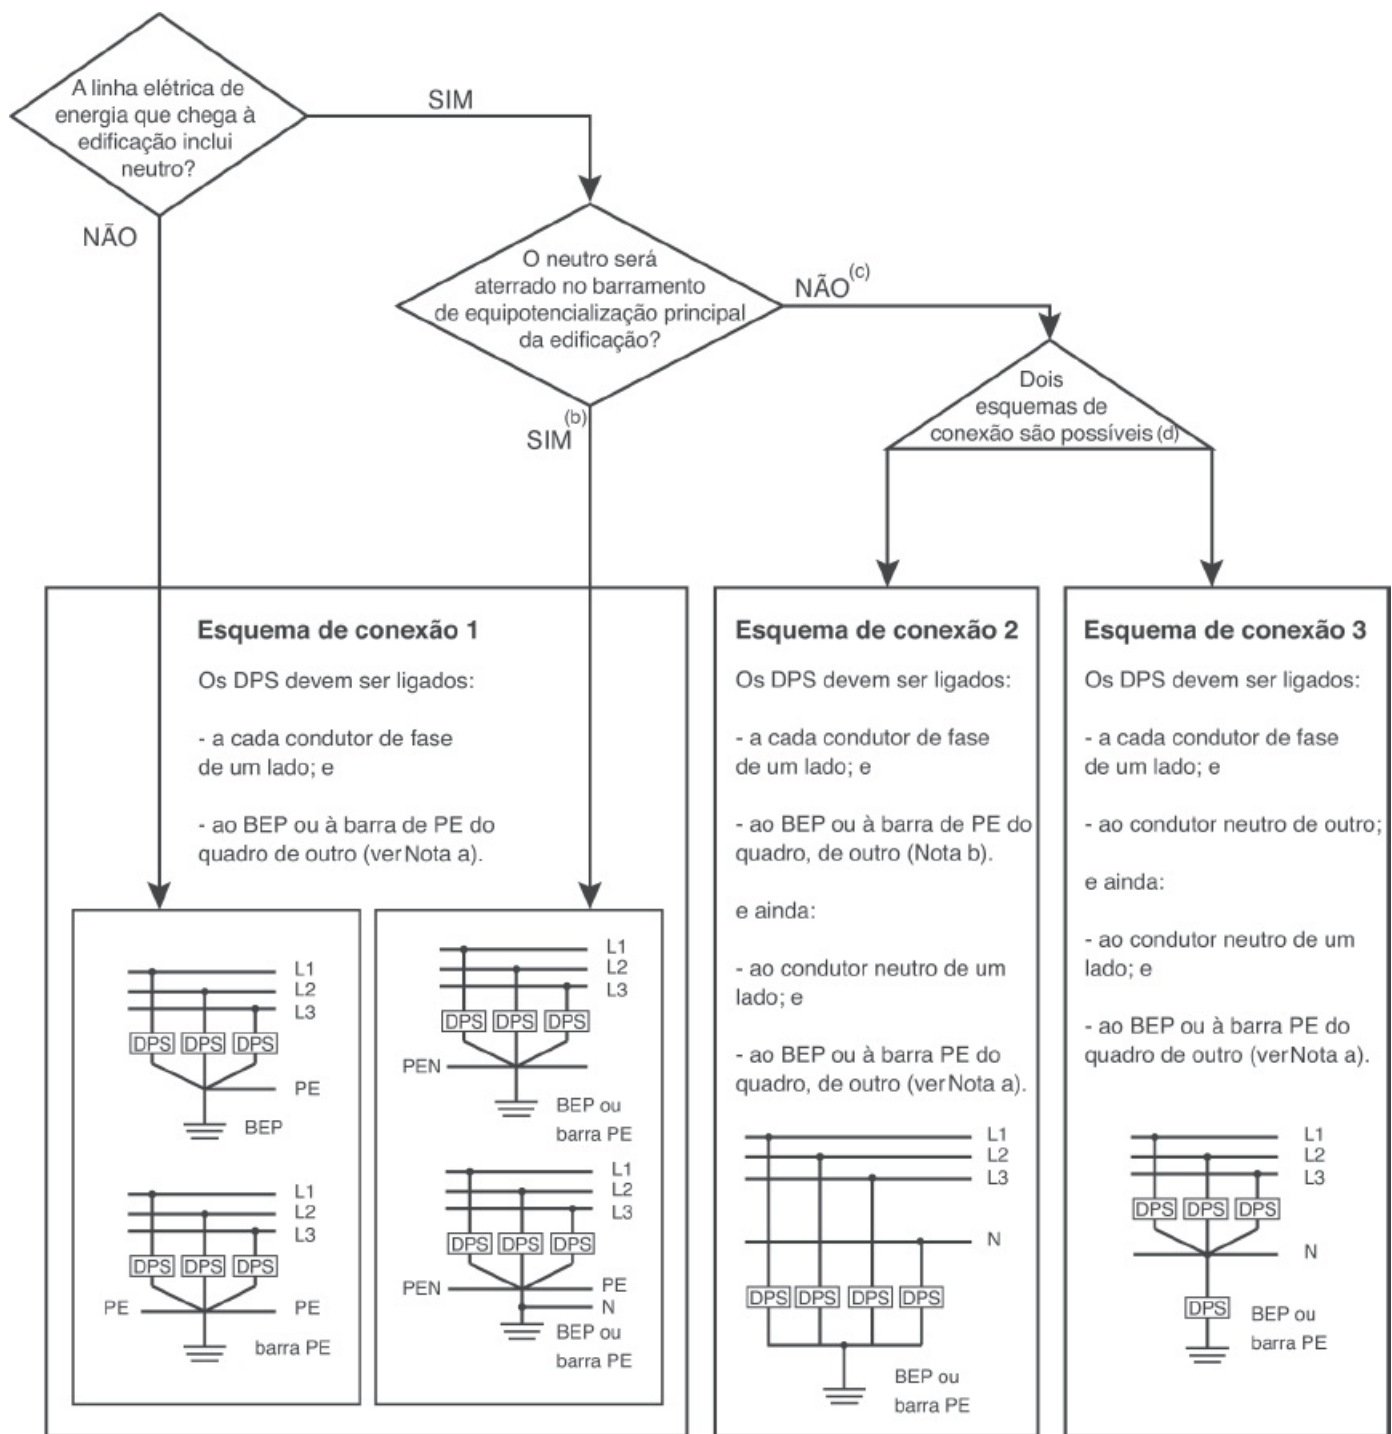 A linha elétrica de
energia que chega à
edificação inclui
neutro?
SIM
NÃO
O neutro será
aterrado no barramento
de equipotencialização principal
da edificação?
NÃO(c)
SIM(b)
Dois
esquemas de
conexão são possíveis (d)
Esquema de conexão 1
Os DPS devem ser ligados:
- a cada condutor de fase
de um lado; e
- ao BEP ou à barra de PE do
quadro de outro (ver Nota a).
L1
L2
L3
DPS DPS DPS
PE
BEP
L1
L2
L3
DPS DPS DPS
PE PE
barra PE
L1
L2
L3
DPS DPS DPS
PEN
BEP ou
barra PE
L1
L2
L3
DPS DPS DPS
PEN PE
N
BEP ou
barra PE
Esquema de conexão 2
Os DPS devem ser ligados:
- a cada condutor de fase
de um lado; e
- ao BEP ou à barra de PE do
quadro, de outro (Nota b).
e ainda:
- ao condutor neutro de um
lado; e
- ao BEP ou à barra PE do
quadro, de outro (ver Nota a).
L1
L2
L3
N
DPS DPS DPS DPS
BEP ou
barra PE
Esquema de conexão 3
Os DPS devem ser ligados:
- a cada condutor de fase
de um lado; e
- ao condutor neutro de outro;
e ainda:
- ao condutor neutro de um
lado; e
- ao BEP ou à barra PE do
quadro de outro (ver Nota a).
L1
L2
L3
DPS DPS DPS
N
DPS
BEP ou
barra PE